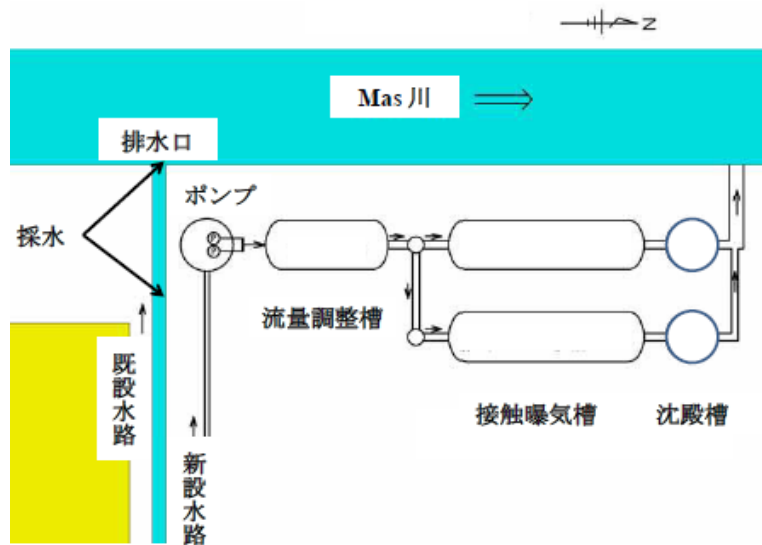 N
Mas 川
排水口
ポンプ
採水
流量調整槽
既設水路
接触曝気槽
沈殿槽
新設水路